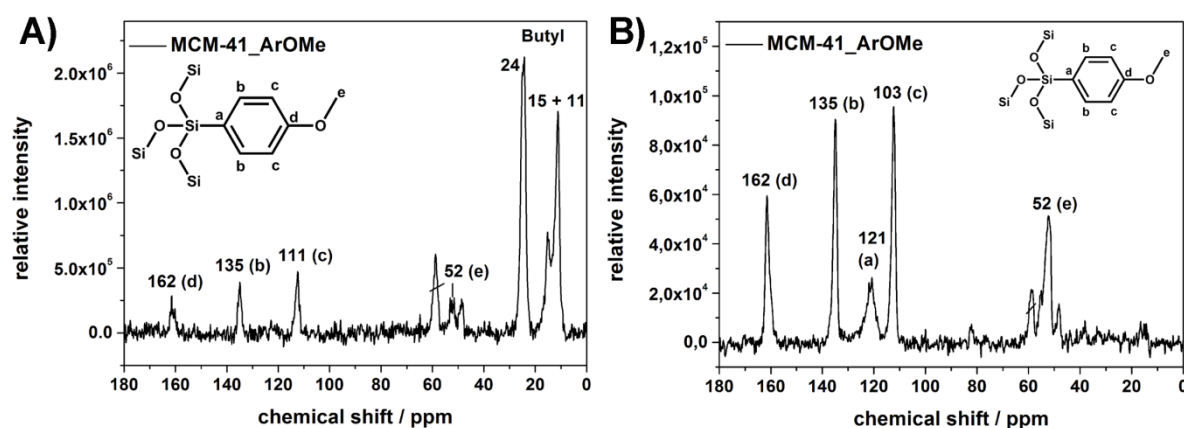 A)
MCM-41_ArOMe
Butyl
24
15 + 11
Si
O
Si
O
Si
O
Si
a
b
c
b
c
d
O
e
162 (d)
135 (b)
111 (c)
52 (e)
2.0x10⁶
1.5x10⁶
1.0x10⁶
5.0x10⁵
0.0
relative intensity
180 160 140 120 100 80 60 40 20 0
chemical shift / ppm
B)
MCM-41_ArOMe
Si
O
Si
O
Si
O
Si
a
b
c
b
c
d
O
e
162 (d)
135 (b)
121
(a)
103 (c)
52 (e)
1,2x10⁵
1,0x10⁵
8,0x10⁴
6,0x10⁴
4,0x10⁴
2,0x10⁴
0,0
relative intensity
180 160 140 120 100 80 60 40 20 0
chemical shift / ppm